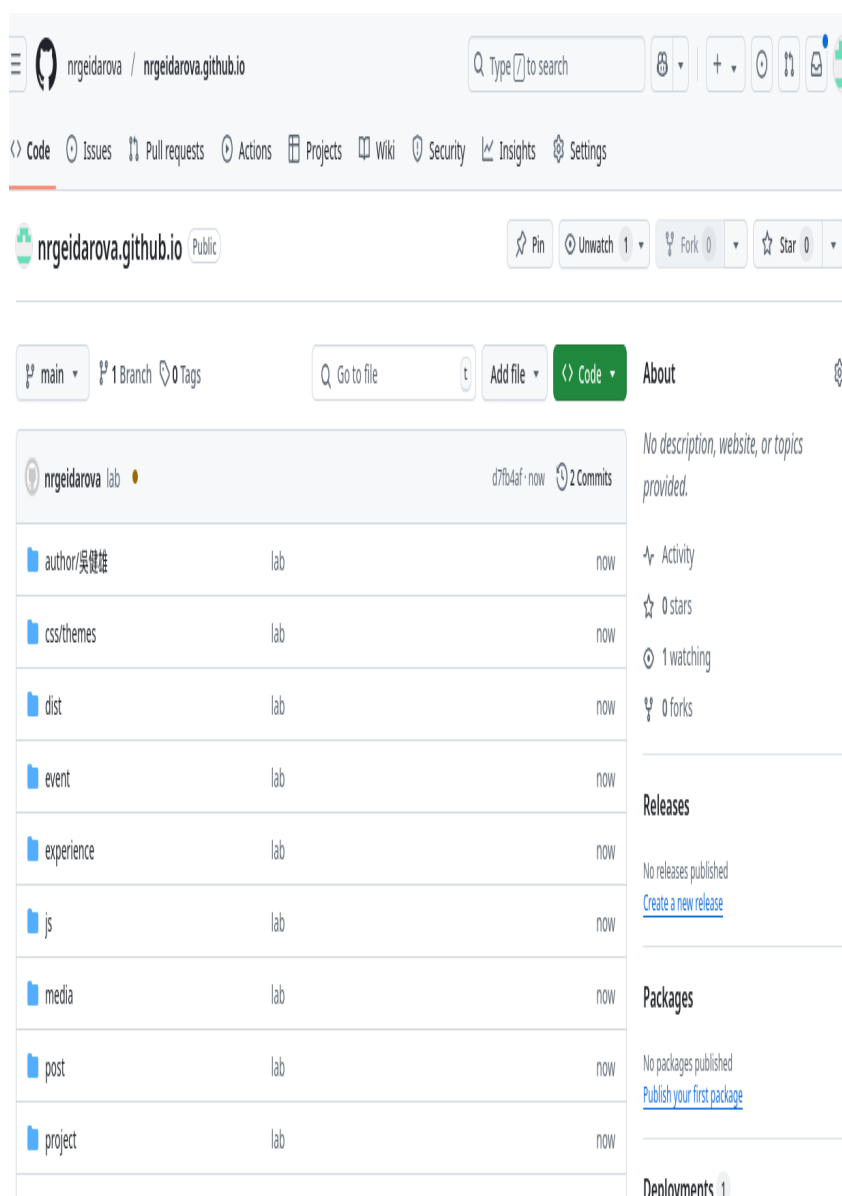 nrgeidarova / nrgeidarova.github.io
Type / to search
Code Issues Pull requests Actions Projects Wiki Security Insights Settings
nrgeidarova.github.io Public
Pin Unwatch 1 Fork 0 Star 0
main 1 Branch 0 Tags
Go to file t Add file Code
nrgeidarova lab d7fb4af · now 2 Commits
author/吳健雄 lab now
css/themes lab now
dist lab now
event lab now
experience lab now
js lab now
media lab now
post lab now
project lab now
About
No description, website, or topics
provided.
Activity
0 stars
1 watching
0 forks
Releases
No releases published
Create a new release
Packages
No packages published
Publish your first package
Deployments 1